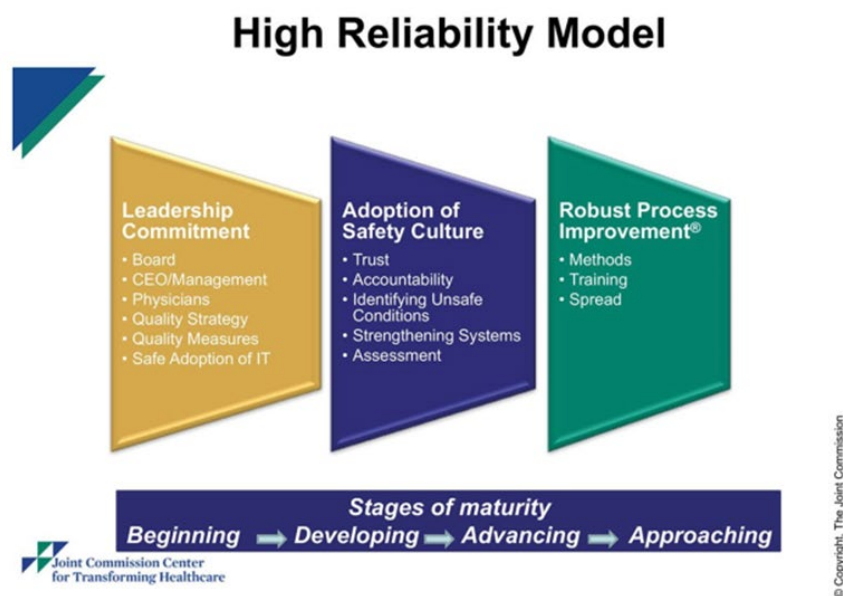 High Reliability Model
Leadership
Commitment
• Board
• CEO/Management
• Physicians
• Quality Strategy
• Quality Measures
• Safe Adoption of IT
Adoption of
Safety Culture
• Trust
• Accountability
• Identifying Unsafe
Conditions
• Strengthening Systems
• Assessment
Robust Process
Improvement®
• Methods
• Training
• Spread
Stages of maturity
Beginning Developing Advancing Approaching
Joint Commission Center
for Transforming Healthcare
© Copyright, The Joint Commission